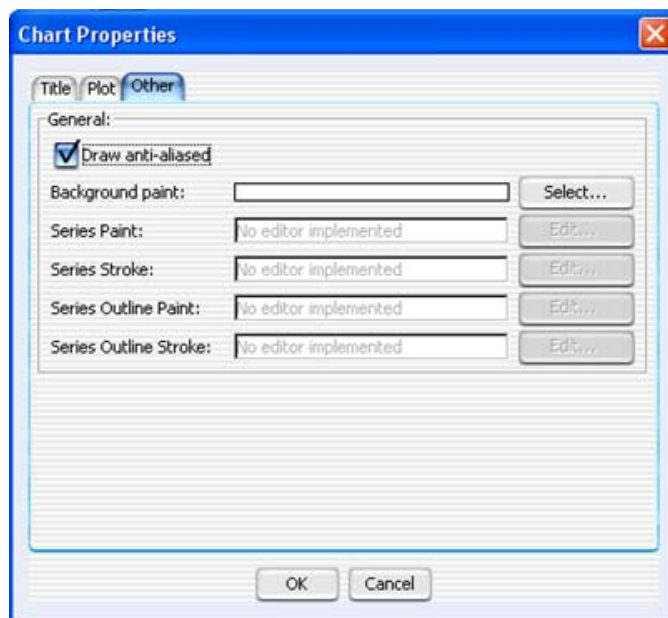 Chart Properties
Title Plot Other
General:
Draw anti-aliased
Background paint: Select...
Series Paint: No editor implemented Edit...
Series Stroke: No editor implemented Edit...
Series Outline Paint: No editor implemented Edit...
Series Outline Stroke: No editor implemented Edit...
OK Cancel